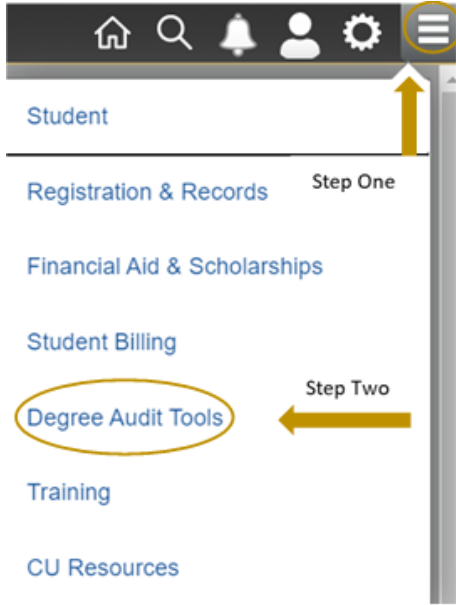 Student
Step One
Registration & Records
Financial Aid & Scholarships
Student Billing
Step Two
Degree Audit Tools
Training
CU Resources